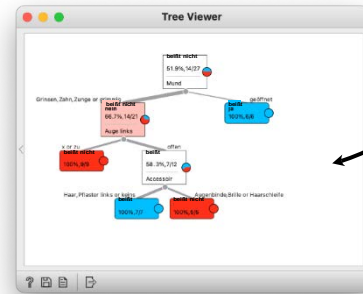 Tree Viewer
beißt nicht
51.9%, 14/27
Mund
Grinsen,Zahn,Zunge or
geöffnet
beißt nicht
nein
66.7%, 14/21
Auge links
beißt
ja
100%, 6/6
x or zu
offen
beißt nicht
100%, 9/9
beißt
58.3%, 7/12
Accessoir
Haar,Pflaster links or keins
Augenbinde,Brille or Haarschleife
beißt
100%, 7/7
beißt nicht
100%, 5/5